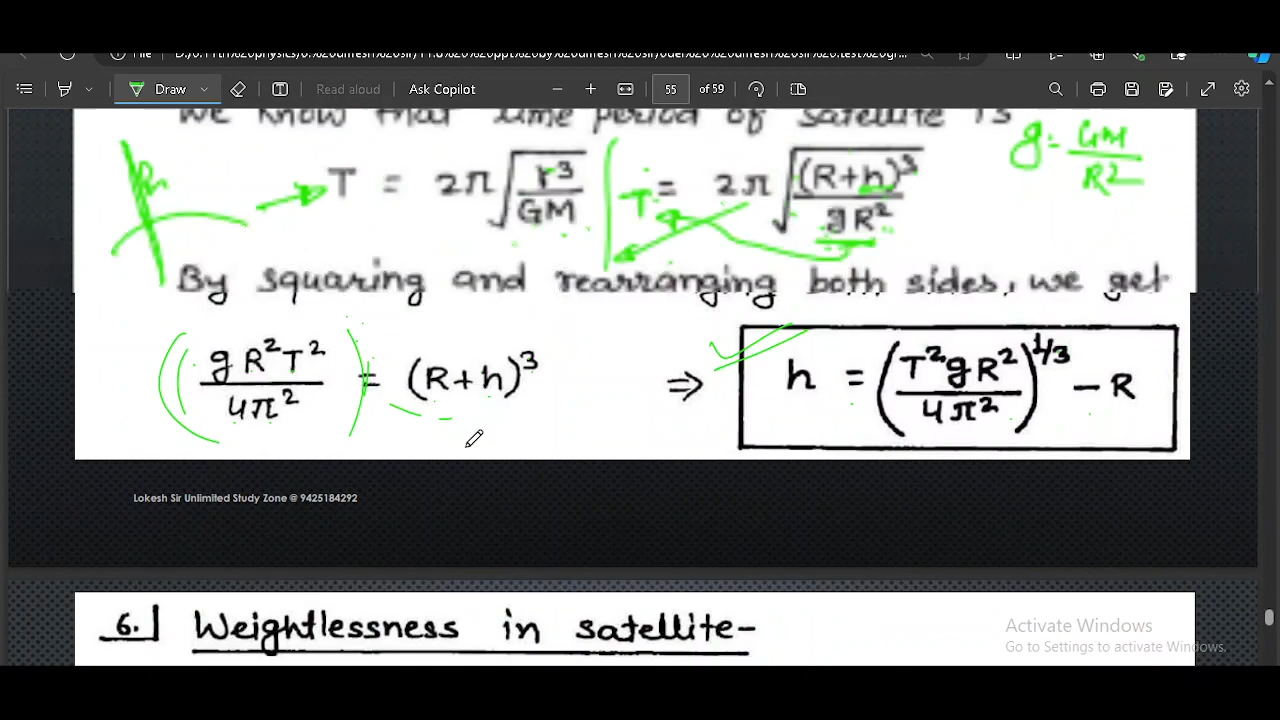 Draw
Read aloud
Ask Copilot
55 of 59
We know that time period of satellite is
g = GM/R²
T = 2π√(r³/GM)
T = 2π√((R+h)³/gR²)
By squaring and rearranging both sides, we get
gR²T²/4π² = (R+h)³ ⇒ h = (T²gR²/4π²)^1/3 − R
Lokesh Sir Unlimited Study Zone @ 9425184292
6. Weightlessness in satellite-
Activate Windows
Go to Settings to activate Windows.